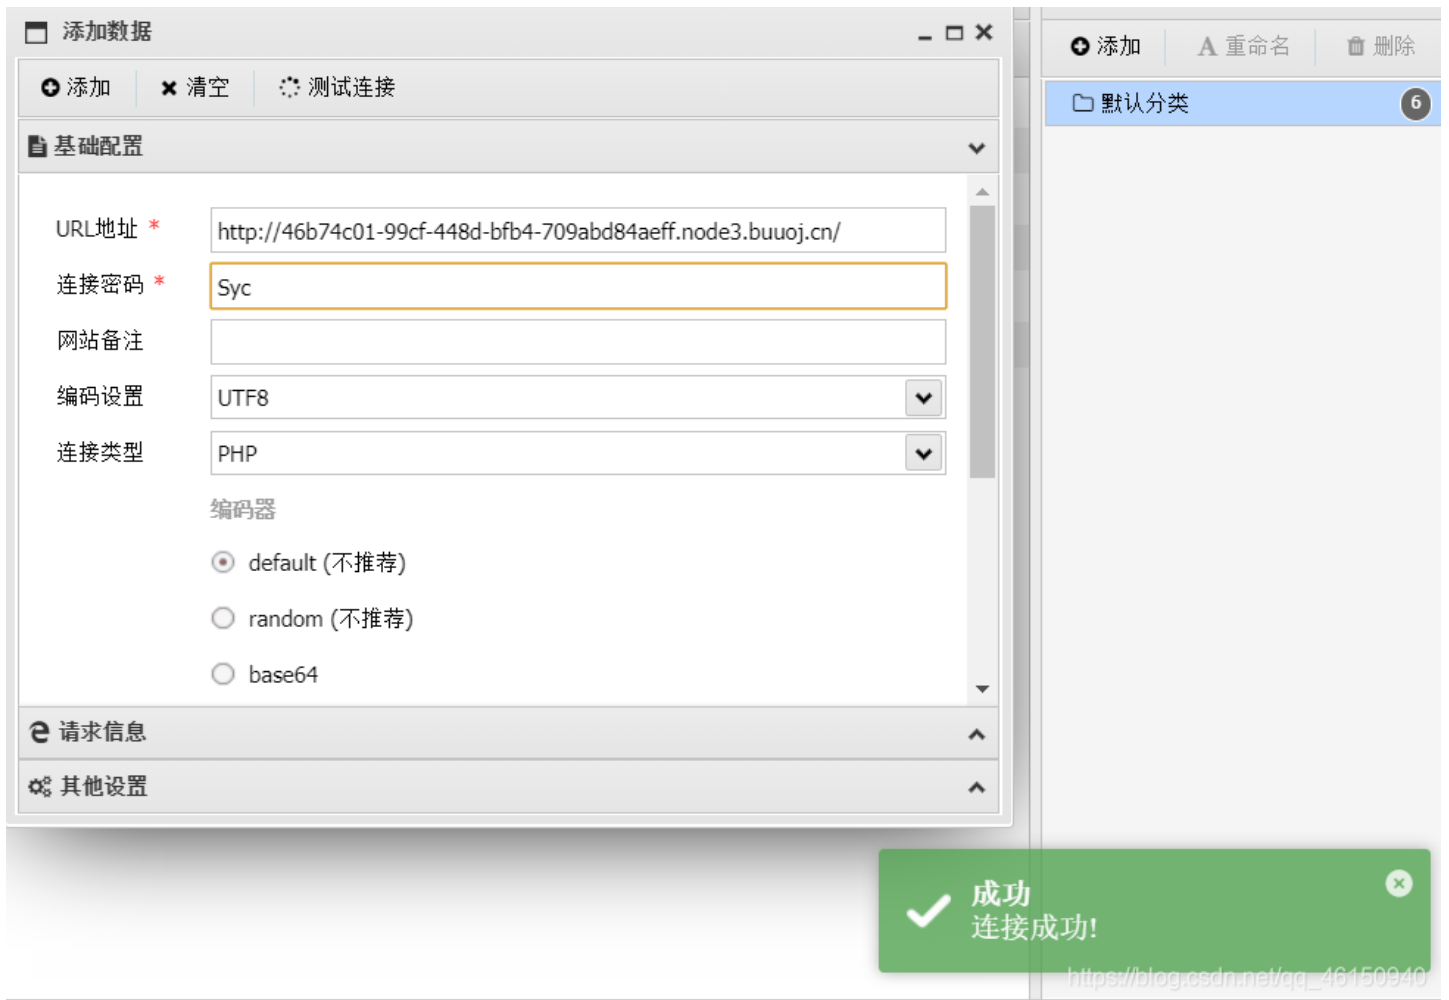 添加数据
添加 清空 测试连接
基础配置
URL地址 * http://46b74c01-99cf-448d-bfb4-709abd84aeff.node3.buuoj.cn/
连接密码 * Syc
网站备注
编码设置 UTF8
连接类型 PHP
编码器
default (不推荐)
random (不推荐)
base64
请求信息
其他设置
添加 重命名 删除
默认分类 6
成功
连接成功!
https://blog.csdn.net/qq_46150940